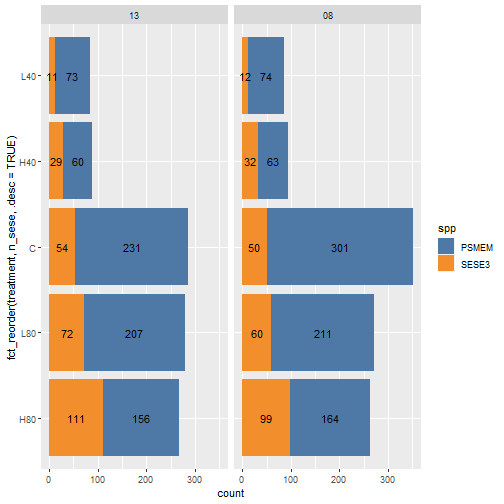 13 08
fct_reorder(treatment, n_sese, .desc = TRUE)
L40 11 73 12 74
H40 29 60 32 63
C 54 231 50 301
L80 72 207 60 211
H80 111 156 99 164
0 100 200 300 0 100 200 300
count
spp
PSMEM
SESE3